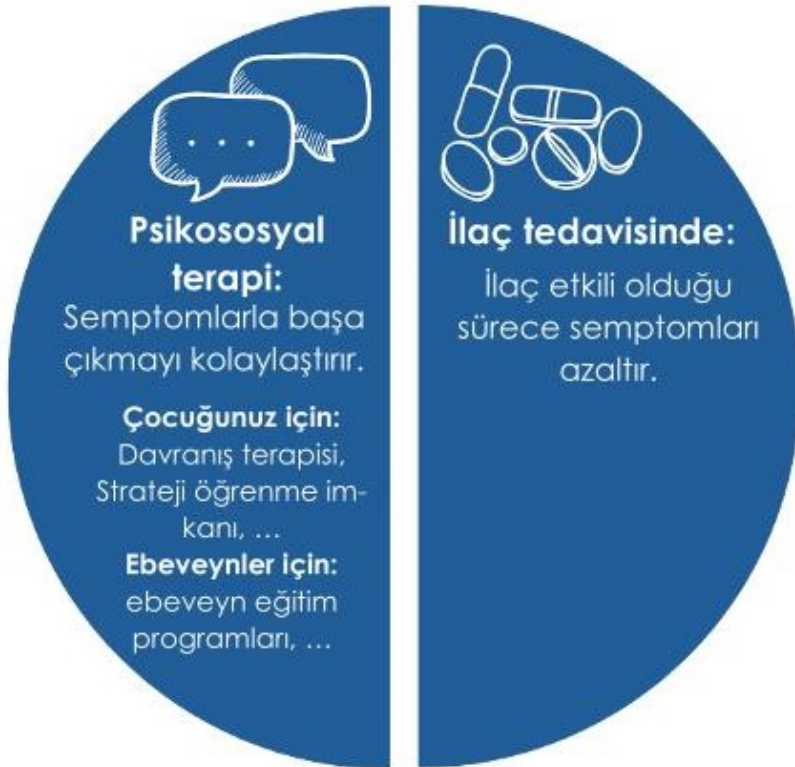 Psikososyal
terapi:
Semptomlarla başa
çıkmayı kolaylaştırır.
Çocuğunuz için:
Davranış terapisi,
Strateji öğrenme im-
kanı, ...
Ebeveynler için:
ebeveyn eğitim
programları, ...
İlaç tedavisinde:
İlaç etkili olduğu
sürece semptomları
azaltır.